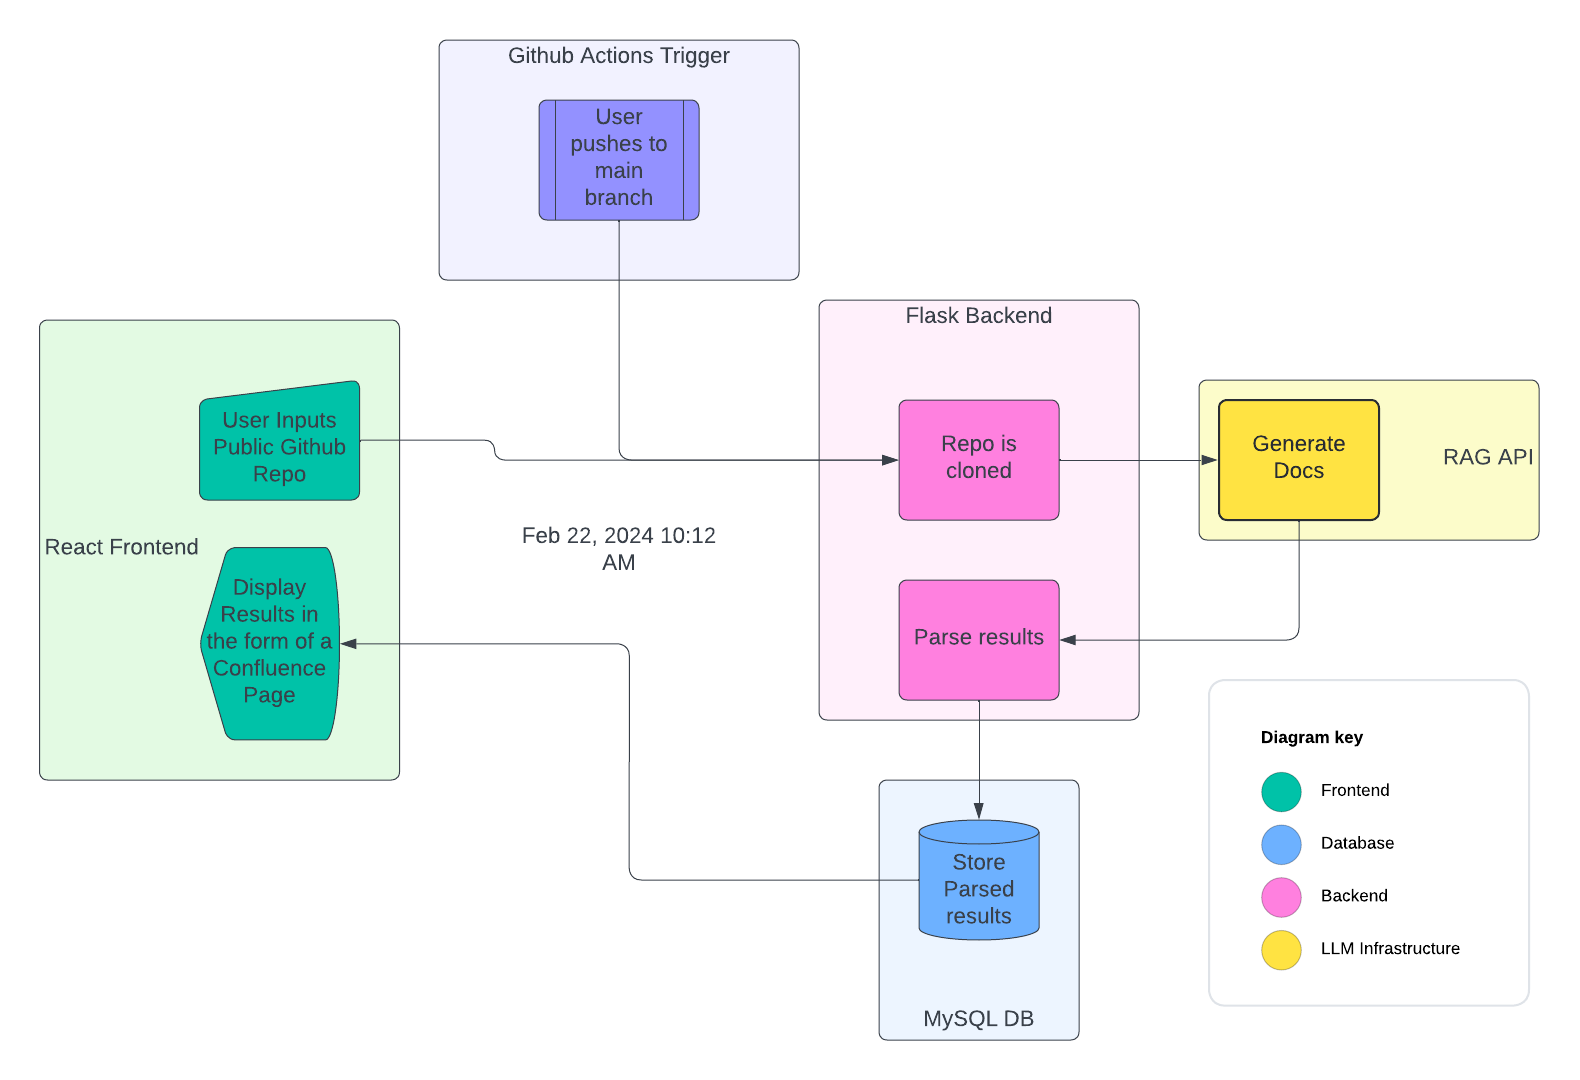 Github Actions Trigger
User
pushes to
main
branch
Flask Backend
User Inputs
Public Github
Repo
Repo is
cloned
Generate
Docs
RAG API
React Frontend
Feb 22, 2024 10:12
AM
Display
Results in
the form of a
Confluence
Page
Parse results
Store
Parsed
results
MySQL DB
Diagram key
Frontend
Database
Backend
LLM Infrastructure